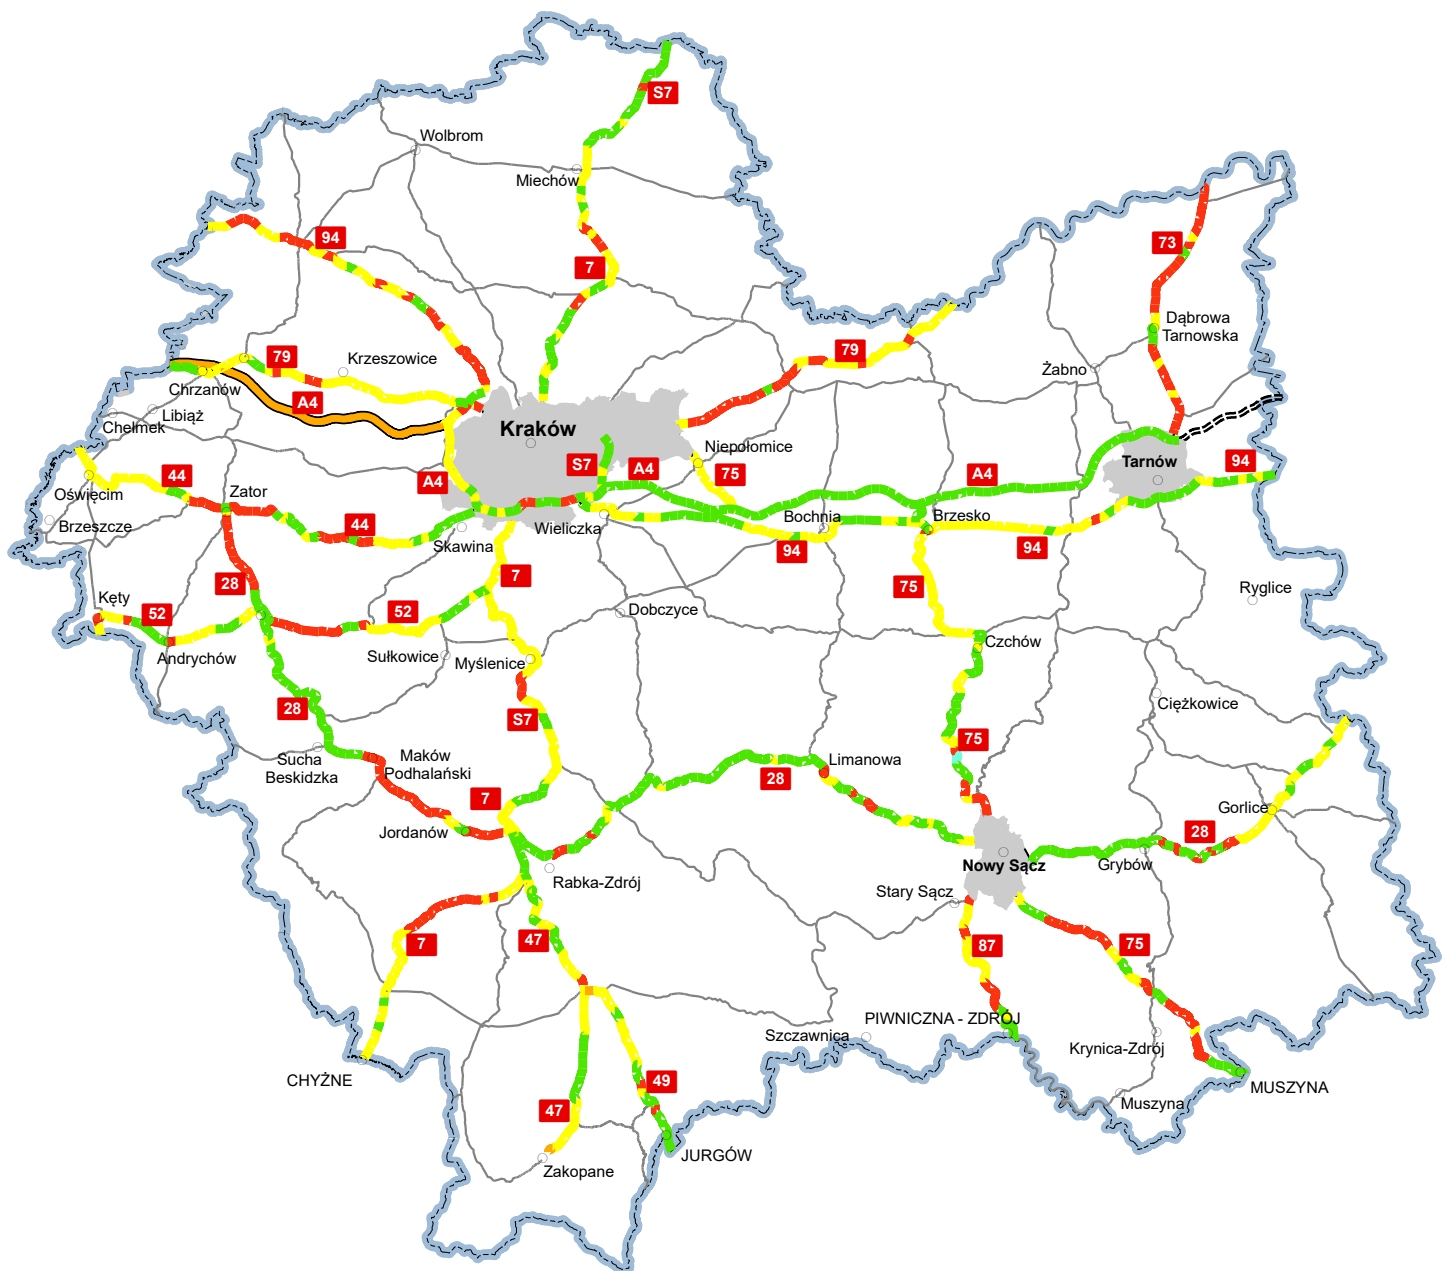 S7
Wolbrom
Miechów
94
73
7
Dąbrowa
Tarnowska
79
Krzeszowice
79
Żabno
Chrzanów
A4
Libiąż
Chełmek
Kraków
Niepołomice
S7
A4
75
A4
Tarnów
94
44
A4
Oświęcim
Zator
Brzeszcze
44
Skawina
Wieliczka
Bochnia
Brzesko
94
94
7
28
75
Ryglice
Kęty
52
52
Dobczyce
Czchów
Andrychów
Sułkowice
Myślenice
28
S7
Ciężkowice
75
Sucha
Beskidzka
Maków
Podhalański
28
Limanowa
7
Jordanów
Gorlice
28
Grybów
Nowy Sącz
Rabka-Zdrój
Stary Sącz
7
47
87
75
PIWNICZNA - ZDRÓJ
Szczawnica
Krynica-Zdrój
CHYŻNE
49
MUSZYNA
Muszyna
47
JURGÓW
Zakopane